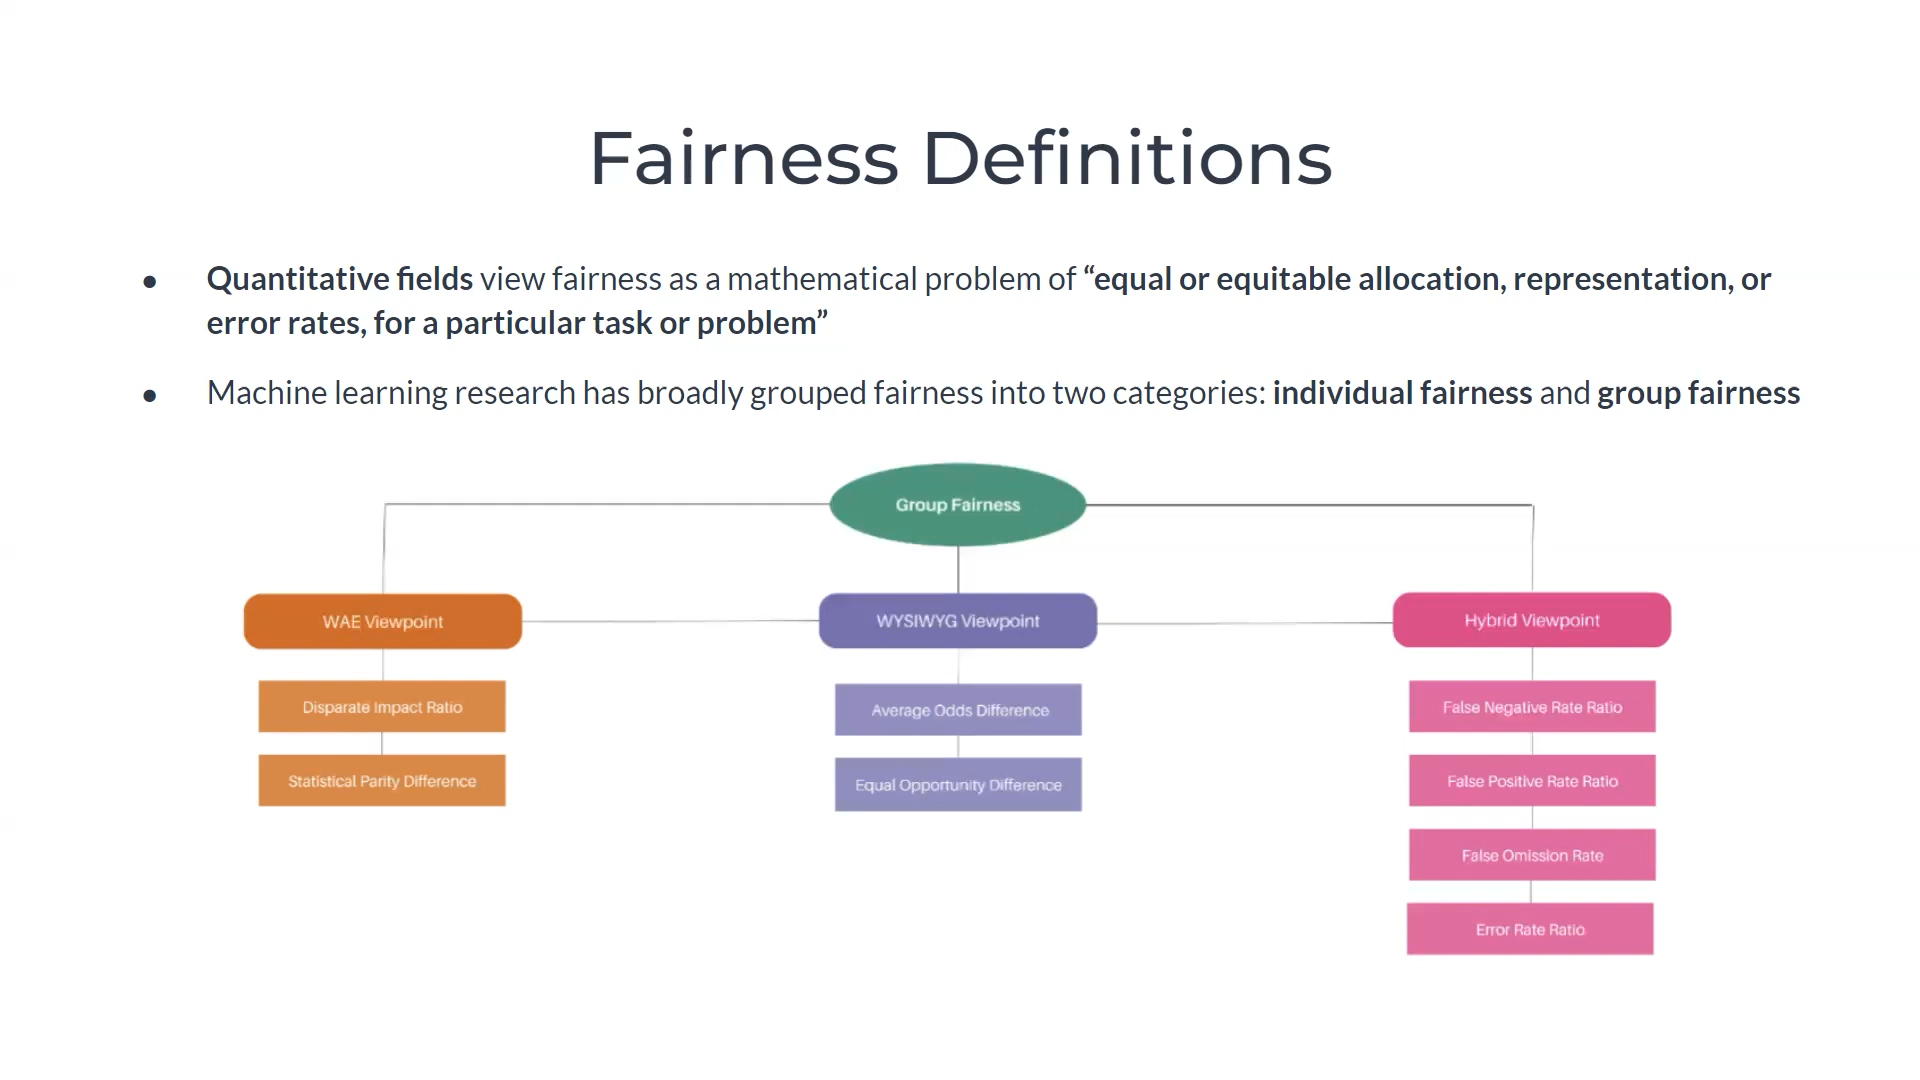 Fairness Definitions
● Quantitative fields view fairness as a mathematical problem of “equal or equitable allocation, representation, or
error rates, for a particular task or problem”
● Machine learning research has broadly grouped fairness into two categories: individual fairness and group fairness
Group Fairness
WAE Viewpoint
WYSIWYG Viewpoint
Hybrid Viewpoint
Disparate Impact Ratio
Statistical Parity Difference
Average Odds Difference
Equal Opportunity Difference
False Negative Rate Ratio
False Positive Rate Ratio
False Omission Rate
Error Rate Ratio